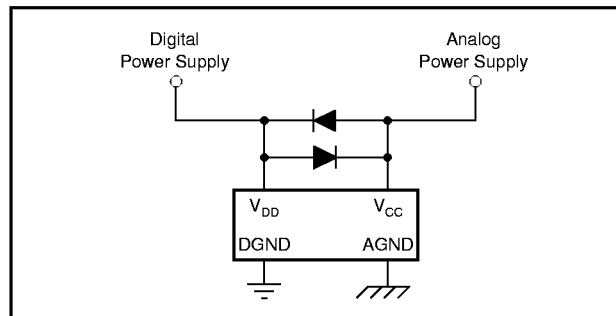 Digital
Power Supply
Analog
Power Supply
VDD
VCC
DGND
AGND